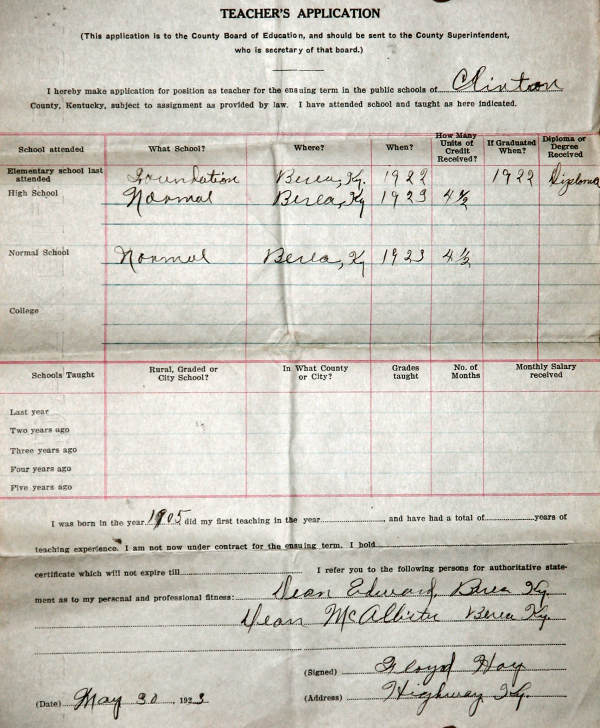 TEACHER'S APPLICATION
(This application is to the County Board of Education, and should be sent to the County Superintendent,
who is secretary of that board.)
I hereby make application for position as teacher for the ensuing term in the public schools of Clinton
County, Kentucky, subject to assignment as provided by law. I have attended school and taught as here indicated.
School attended What School? Where? When? How Many Units of Credit Received? If Graduated When? Diploma or Degree Received
Elementary school last attended Foundation Berea, Ky. 1922 1922 Diploma
High School Normal Berea, Ky 1923 4½
Normal School Normal Berea, Ky 1923 4½
College
Schools Taught Rural, Graded or City School? In What County or City? Grades taught No. of Months Monthly Salary received
Last year
Two years ago
Three years ago
Four years ago
Five years ago
I was born in the year 1905 did my first teaching in the year, and have had a total of years of
teaching experience. I am not now under contract for the ensuing term. I hold
certificate which will not expire till I refer you to the following persons for authoritative state-
ment as to my personal and professional fitness: Dean Edward, Berea Ky.
Dean McAllister Berea Ky.
(Signed) Floyd Hay
(Date) May 30, 1923 (Address) Highway Ky.